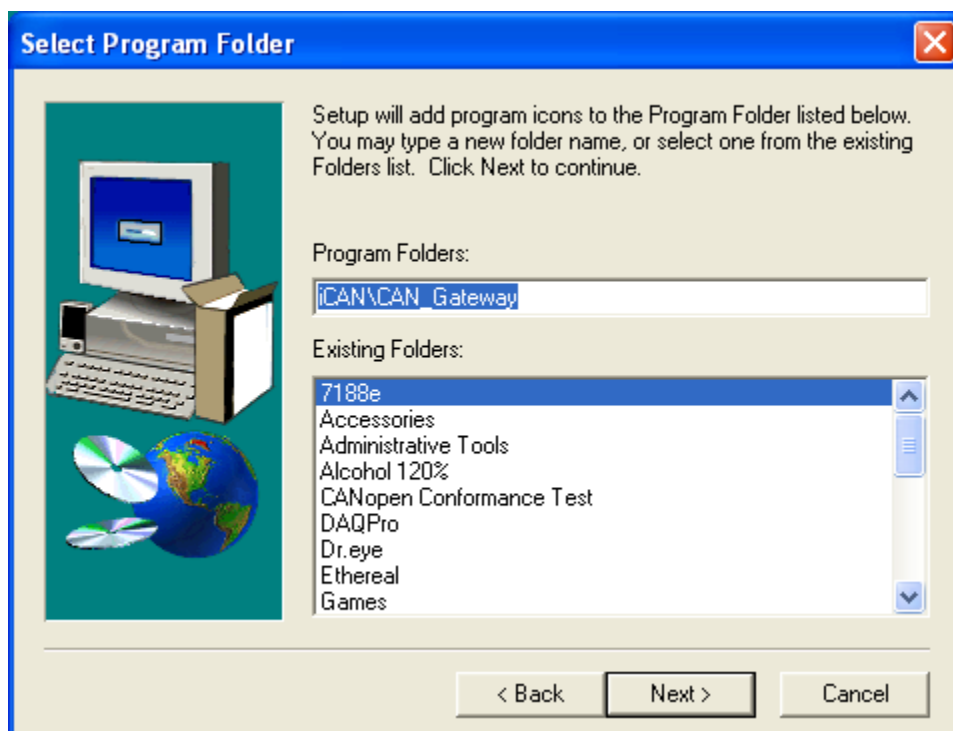 Select Program Folder
Setup will add program icons to the Program Folder listed below.
You may type a new folder name, or select one from the existing
Folders list. Click Next to continue.
Program Folders:
iCAN\CAN_Gateway
Existing Folders:
7188e
Accessories
Administrative Tools
Alcohol 120%
CANopen Conformance Test
DAQPro
Dr.eye
Ethereal
Games
< Back Next > Cancel